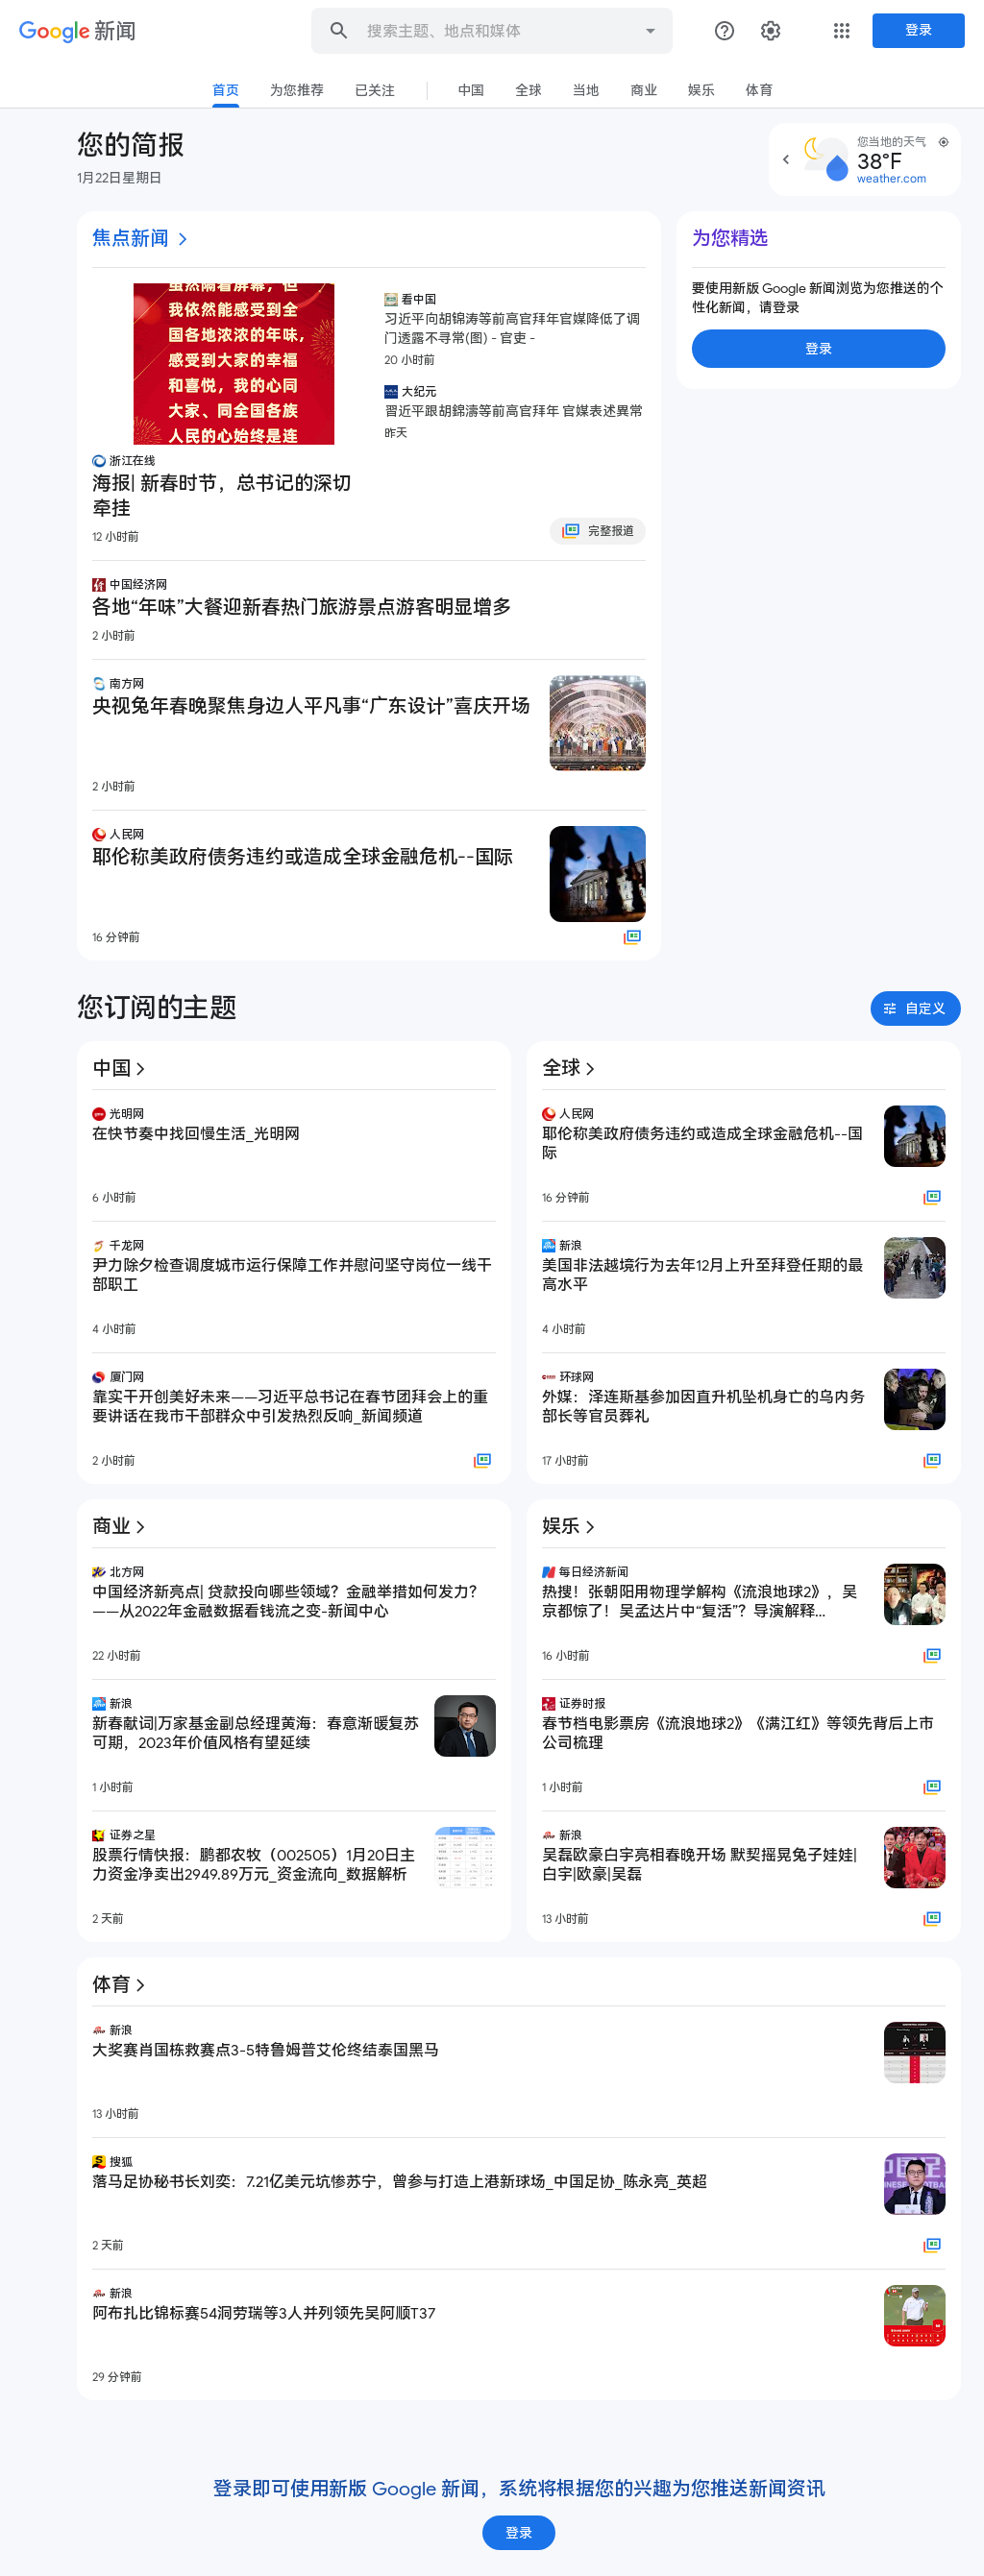 Google 新闻
搜索主题、地点和媒体
登录
首页
为您推荐
已关注
中国
全球
当地
商业
娱乐
体育
您的简报
1月22日星期日
您当地的天气
38°F
weather.com
焦点新闻
虽然隔着屏幕，但
我依然能感受到全
国各地浓浓的年味，
感受到大家的幸福
和喜悦，我的心同
大家、同全国各族
人民的心始终是连
浙江在线
海报| 新春时节，总书记的深切
牵挂
12 小时前
看中国
习近平向胡锦涛等前高官拜年官媒降低了调
门透露不寻常(图) - 官吏 -
20 小时前
大纪元
習近平跟胡錦濤等前高官拜年 官媒表述異常
昨天
完整报道
中国经济网
各地“年味”大餐迎新春热门旅游景点游客明显增多
2 小时前
南方网
央视兔年春晚聚焦身边人平凡事“广东设计”喜庆开场
2 小时前
人民网
耶伦称美政府债务违约或造成全球金融危机--国际
16 分钟前
为您精选
要使用新版 Google 新闻浏览为您推送的个
性化新闻，请登录
登录
您订阅的主题
自定义
中国
光明网
在快节奏中找回慢生活_光明网
6 小时前
千龙网
尹力除夕检查调度城市运行保障工作并慰问坚守岗位一线干
部职工
4 小时前
厦门网
靠实干开创美好未来——习近平总书记在春节团拜会上的重
要讲话在我市干部群众中引发热烈反响_新闻频道
2 小时前
全球
人民网
耶伦称美政府债务违约或造成全球金融危机--国
际
16 分钟前
新浪
美国非法越境行为去年12月上升至拜登任期的最
高水平
4 小时前
环球网
外媒：泽连斯基参加因直升机坠机身亡的乌内务
部长等官员葬礼
17 小时前
商业
北方网
中国经济新亮点| 贷款投向哪些领域？金融举措如何发力？
——从2022年金融数据看钱流之变-新闻中心
22 小时前
新浪
新春献词|万家基金副总经理黄海：春意渐暖复苏
可期，2023年价值风格有望延续
1 小时前
证券之星
股票行情快报：鹏都农牧（002505）1月20日主
力资金净卖出2949.89万元_资金流向_数据解析
2 天前
娱乐
每日经济新闻
热搜！张朝阳用物理学解构《流浪地球2》，吴
京都惊了！吴孟达片中“复活”？导演解释...
16 小时前
证券时报
春节档电影票房《流浪地球2》《满江红》等领先背后上市
公司梳理
1 小时前
新浪
吴磊欧豪白宇亮相春晚开场 默契摇晃兔子娃娃|
白宇|欧豪|吴磊
13 小时前
体育
新浪
大奖赛肖国栋救赛点3-5特鲁姆普艾伦终结泰国黑马
13 小时前
搜狐
落马足协秘书长刘奕：7.21亿美元坑惨苏宁，曾参与打造上港新球场_中国足协_陈永亮_英超
2 天前
新浪
阿布扎比锦标赛54洞劳瑞等3人并列领先吴阿顺T37
29 分钟前
登录即可使用新版 Google 新闻，系统将根据您的兴趣为您推送新闻资讯
登录